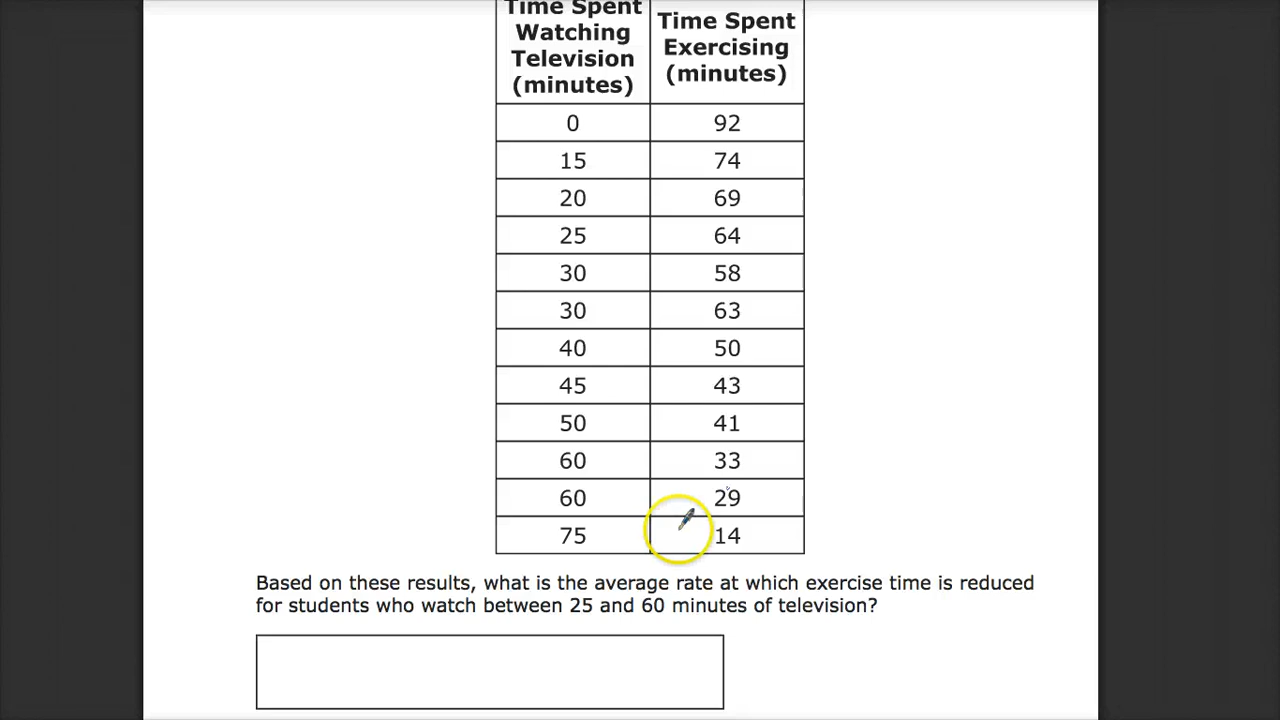 Time Spent
Watching
Television
(minutes)
Time Spent
Exercising
(minutes)
0 92
15 74
20 69
25 64
30 58
30 63
40 50
45 43
50 41
60 33
60 29
75 14
Based on these results, what is the average rate at which exercise time is reduced
for students who watch between 25 and 60 minutes of television?